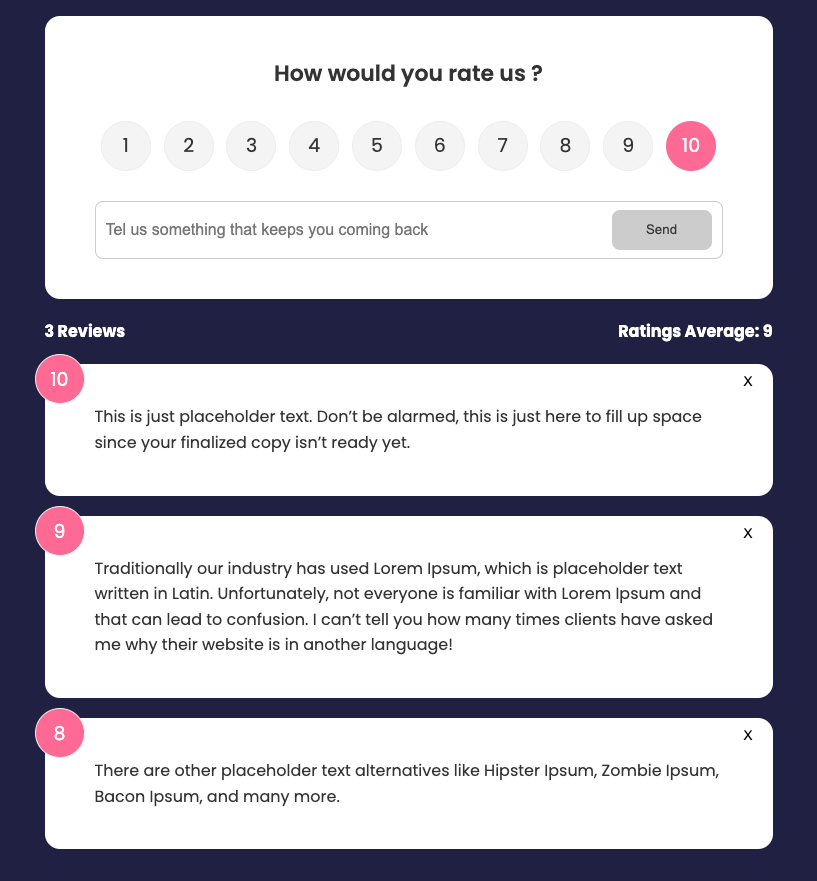 How would you rate us ?
1 2 3 4 5 6 7 8 9 10
Tel us something that keeps you coming back Send
3 Reviews Ratings Average: 9
10
X
This is just placeholder text. Don’t be alarmed, this is just here to fill up space
since your finalized copy isn’t ready yet.
9
X
Traditionally our industry has used Lorem Ipsum, which is placeholder text
written in Latin. Unfortunately, not everyone is familiar with Lorem Ipsum and
that can lead to confusion. I can’t tell you how many times clients have asked
me why their website is in another language!
8
X
There are other placeholder text alternatives like Hipster Ipsum, Zombie Ipsum,
Bacon Ipsum, and many more.